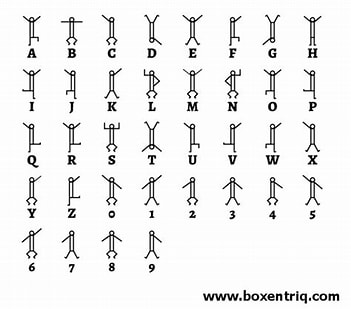 A B C D E F G H
I J K L M N O P
Q R S T U V W X
Y Z 0 1 2 3 4 5
6 7 8 9
www.boxentriq.com